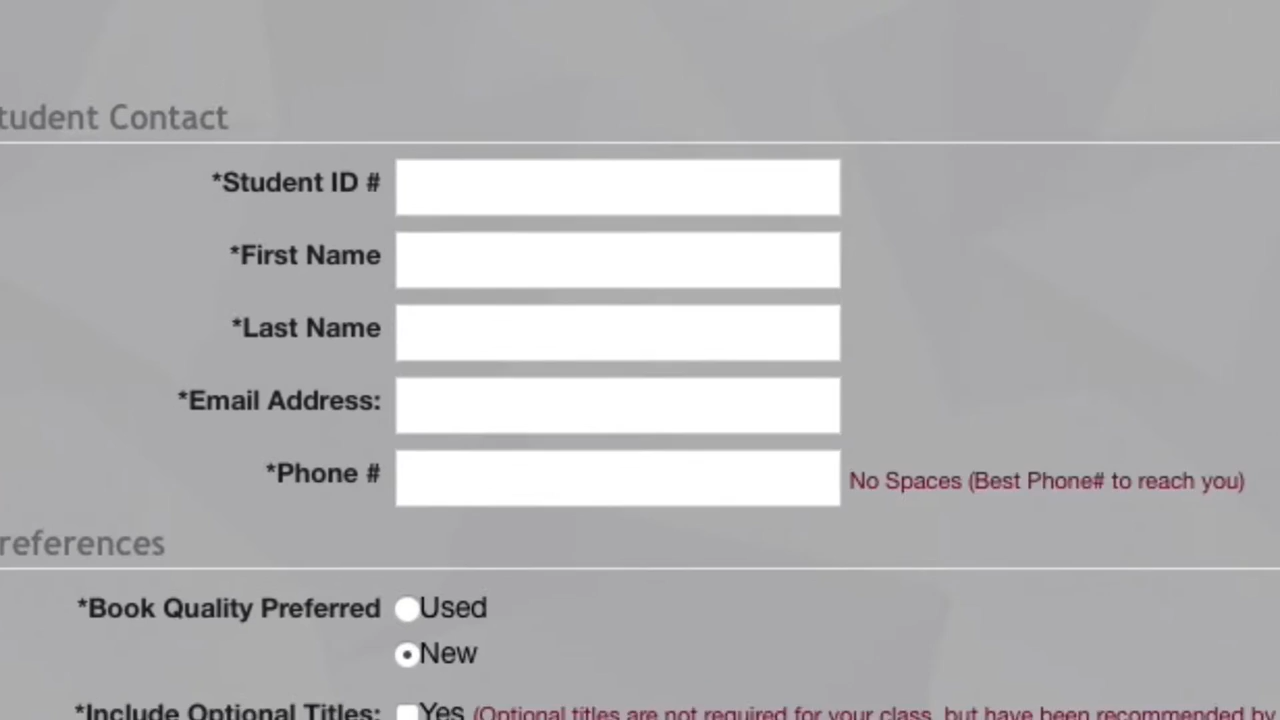 tudent Contact
*Student ID #
*First Name
*Last Name
*Email Address:
*Phone # No Spaces (Best Phone# to reach you)
references
*Book Quality Preferred Used
New
*Include Optional Titles: Yes (Optional titles are not required for your class, but have been recommended by